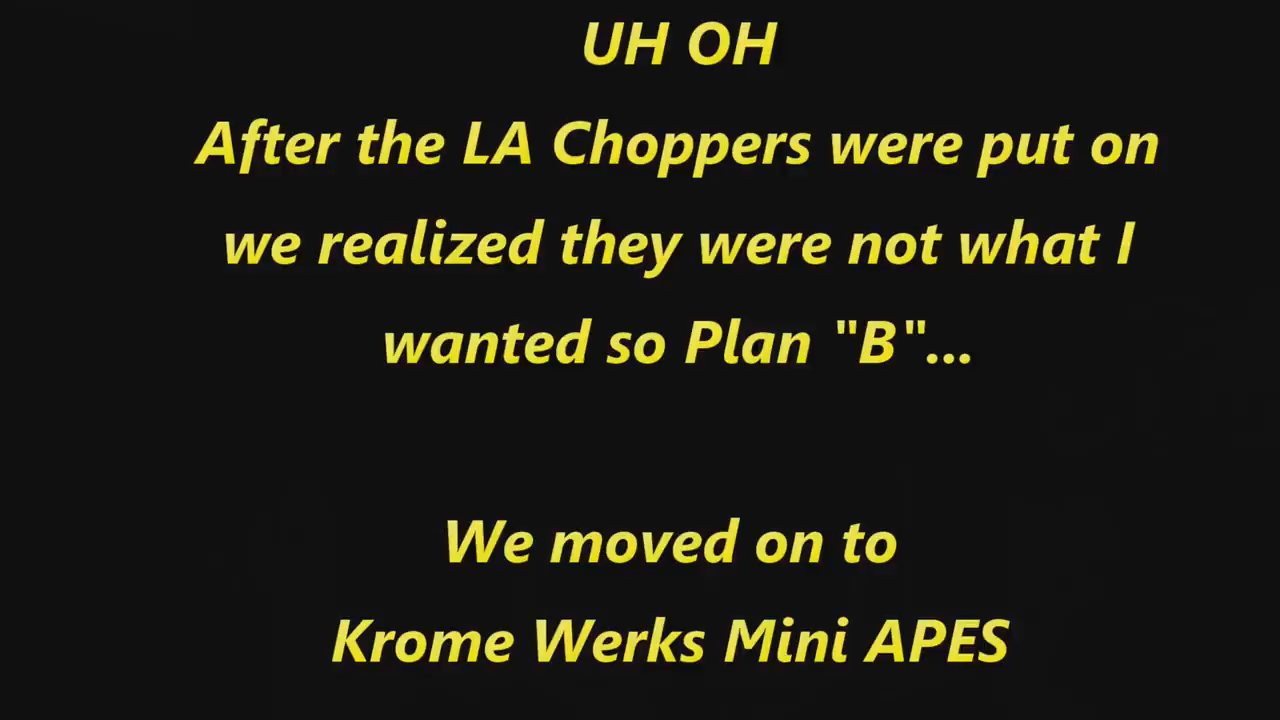 UH OH
After the LA Choppers were put on
we realized they were not what I
wanted so Plan "B"...
We moved on to
Krome Werks Mini APES